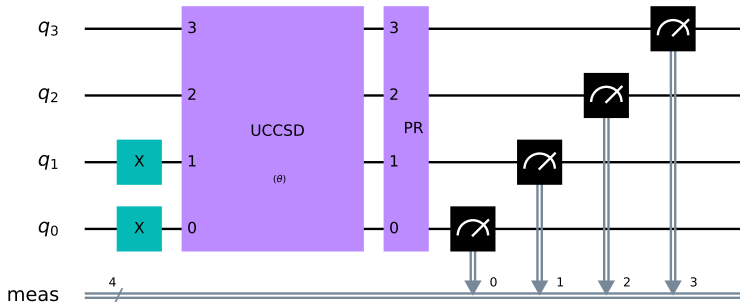 q3 3 3
q2 2 2
UCCSD PR
q1 X 1 1
(θ)
q0 X 0 0
meas 4 0 1 2 3